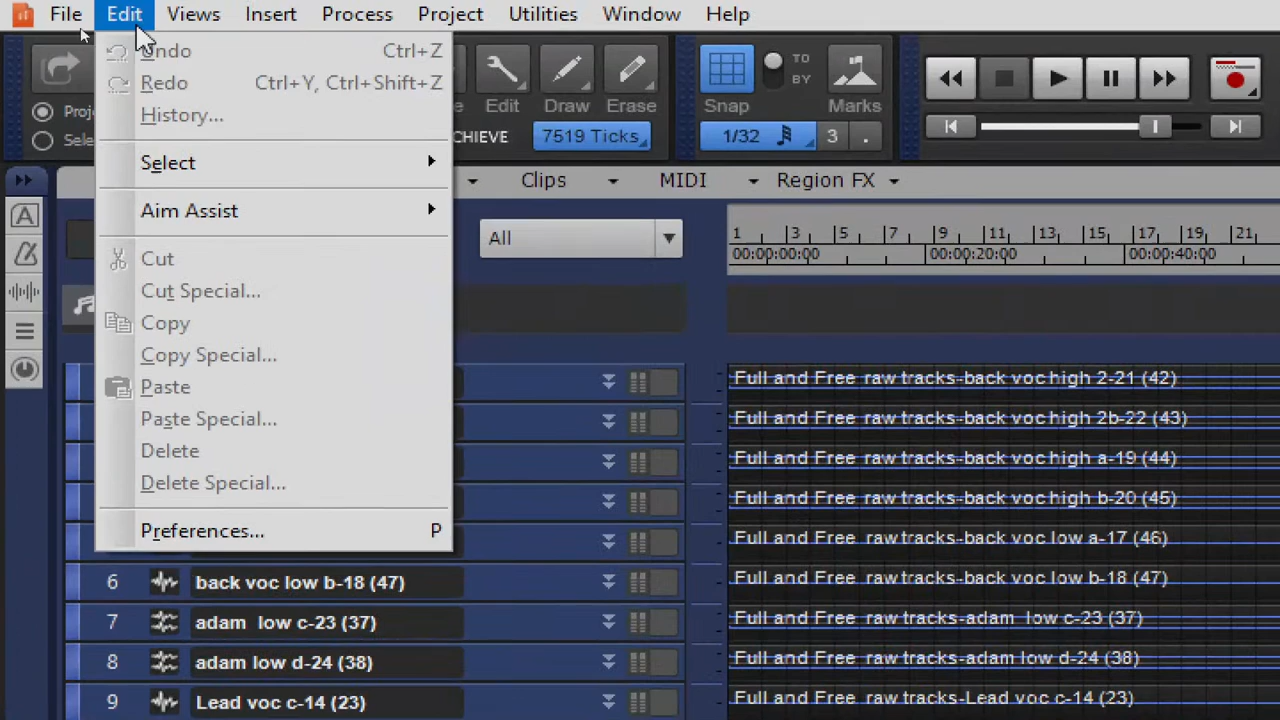 File Edit Views Insert Process Project Utilities Window Help
Undo Ctrl+Z
Redo Ctrl+Y, Ctrl+Shift+Z
History...
Select
Aim Assist
Cut
Cut Special...
Copy
Copy Special...
Paste
Paste Special...
Delete
Delete Special...
Preferences... P
Edit Draw Erase
ACHIEVE 7519 Ticks
TO
BY
Snap Marks
1/32 3 .
Clips MIDI Region FX
A
All
1 3 5 7 9 11 13 15 17 19 21
00:00:00:00 00:00:20:00 00:00:40:00
Full and Free raw tracks-back voc high 2-21 (42)
Full and Free raw tracks-back voc high 2b-22 (43)
Full and Free raw tracks-back voc high a-19 (44)
Full and Free raw tracks-back voc high b-20 (45)
Full and Free raw tracks-back voc low a-17 (46)
6 back voc low b-18 (47) Full and Free raw tracks-back voc low b-18 (47)
7 adam low c-23 (37) Full and Free raw tracks-adam low c-23 (37)
8 adam low d-24 (38) Full and Free raw tracks-adam low d-24 (38)
9 Lead voc c-14 (23) Full and Free raw tracks-Lead voc c-14 (23)